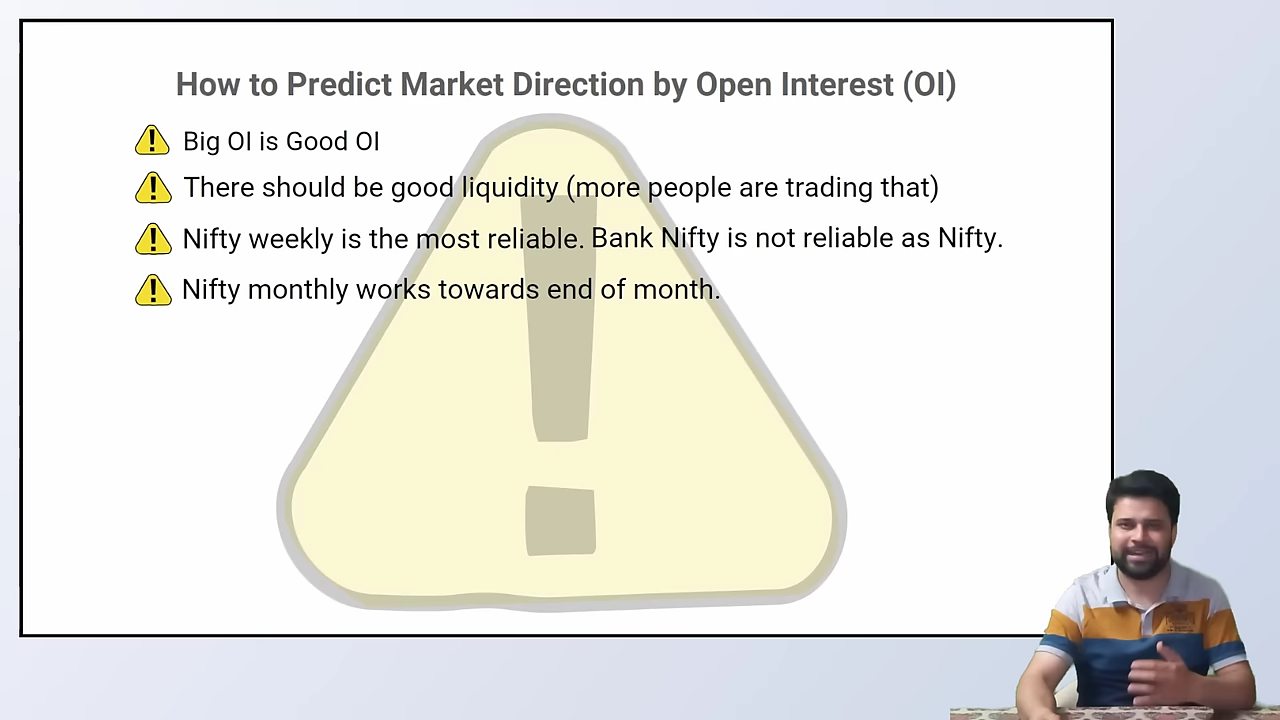 How to Predict Market Direction by Open Interest (OI)
Big OI is Good OI
There should be good liquidity (more people are trading that)
Nifty weekly is the most reliable. Bank Nifty is not reliable as Nifty.
Nifty monthly works towards end of month.